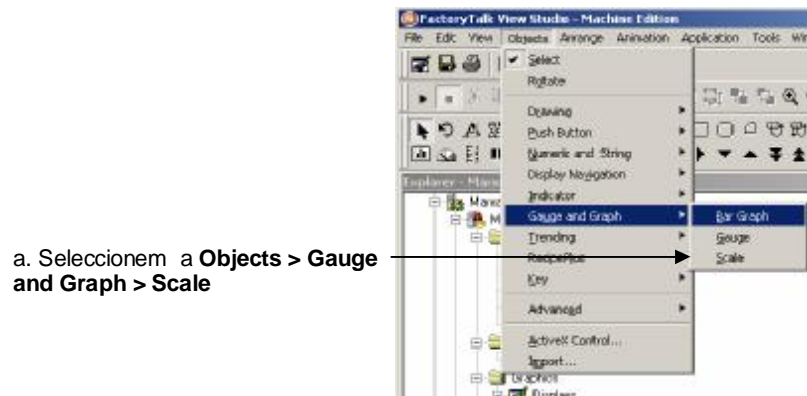 FactoryTalk View Studio - Machine Edition
File Edit View Objects Arrange Animation Application Tools
Select
Rotate
Drawing
Push Button
Numeric and String
Display Navigation
Indicator
Gauge and Graph
Bar Graph
Trending
Gauge
RecipePlus
Scale
Key
Advanced
ActiveX Control...
Import...
Explorer -
Graphics
Displays
a. Seleccionem a Objects > Gauge
and Graph > Scale